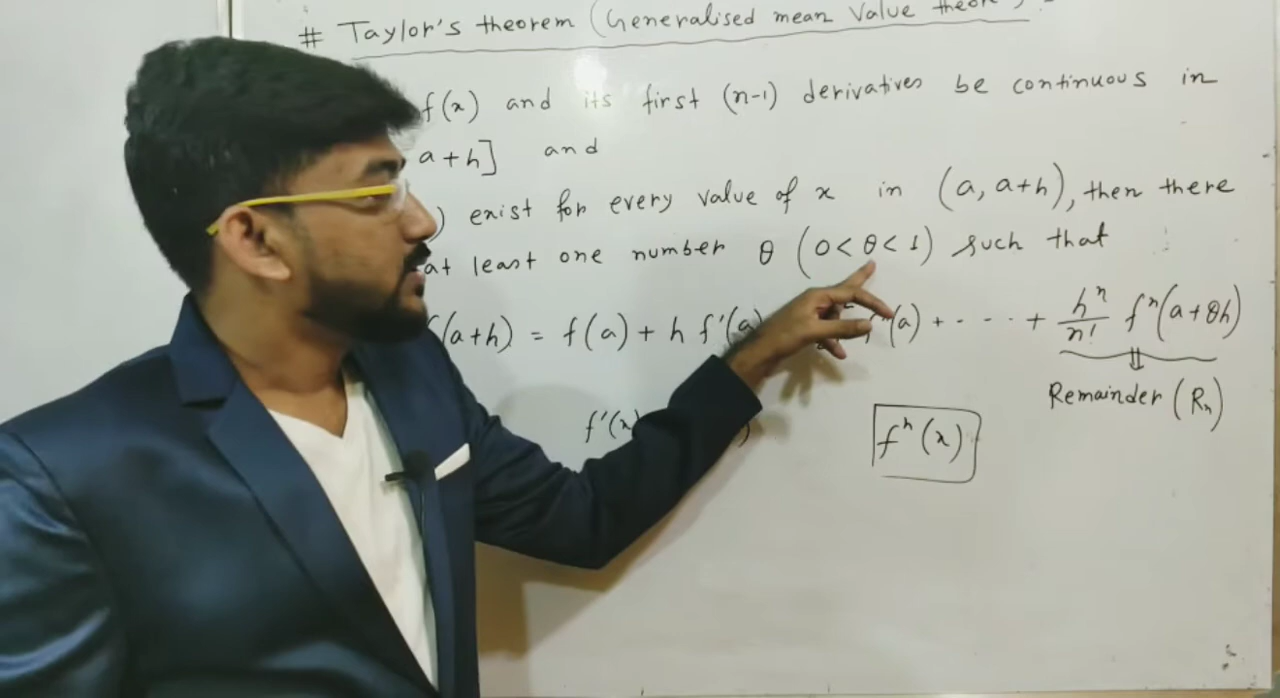 # Taylor's theorem (Generalised mean Value
f(x) and its first (n-1) derivatives be continuous in
a+h] and
) exist for every value of x in (a, a+h), then there
at least one number θ (0<θ<1) such that
(a+h) = f(a) + h f'(a) (a) + - - - - + hⁿ/n! fⁿ(a+θh)
Remainder (Rₙ)
f'(x)
fⁿ(x)